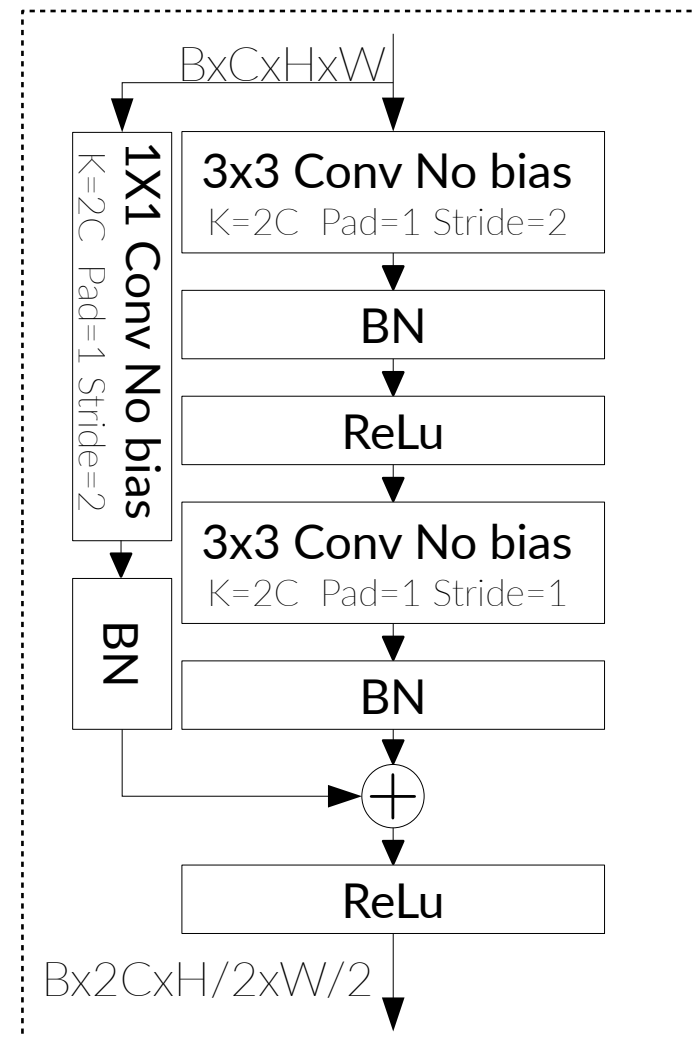 BxCxHxW
1X1 Conv No bias
K=2C Pad=1 Stride=2
BN
3x3 Conv No bias
K=2C Pad=1 Stride=2
BN
ReLu
3x3 Conv No bias
K=2C Pad=1 Stride=1
BN
+
ReLu
Bx2CxH/2xW/2